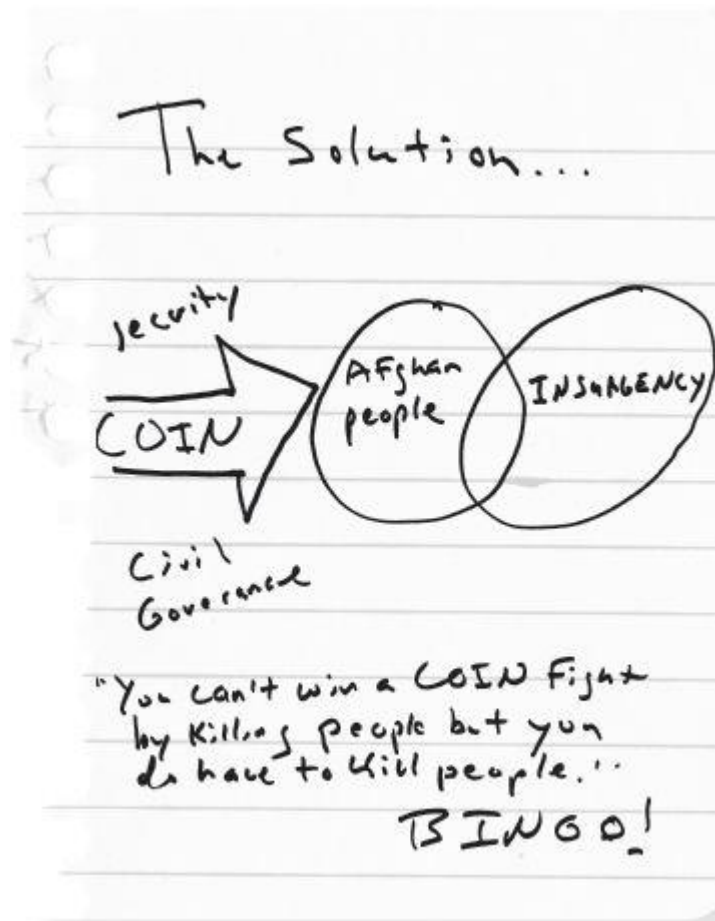 The Solution...
security
COIN
Afghan
people
INSURGENCY
Civil
Governance
"You can't win a COIN Fight
by Killing people but you
do have to kill people."
BINGO!